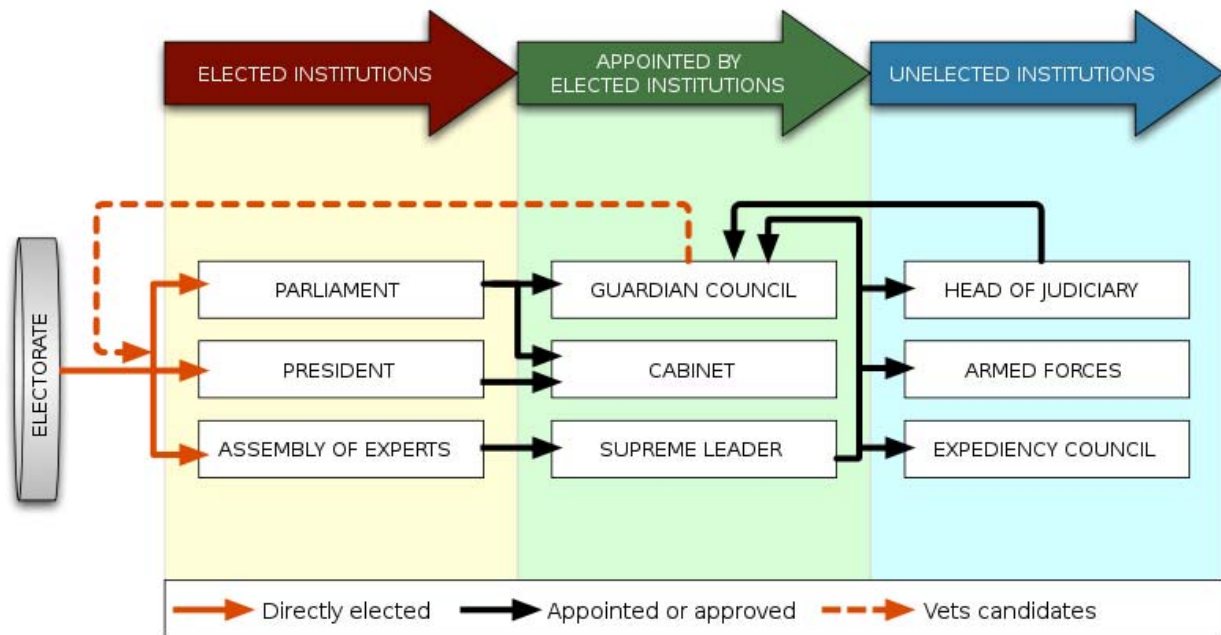 ELECTED INSTITUTIONS
APPOINTED BY
ELECTED INSTITUTIONS
UNELECTED INSTITUTIONS
ELECTORATE
PARLIAMENT
GUARDIAN COUNCIL
HEAD OF JUDICIARY
PRESIDENT
CABINET
ARMED FORCES
ASSEMBLY OF EXPERTS
SUPREME LEADER
EXPEDIENCY COUNCIL
Directly elected
Appointed or approved
Vets candidates